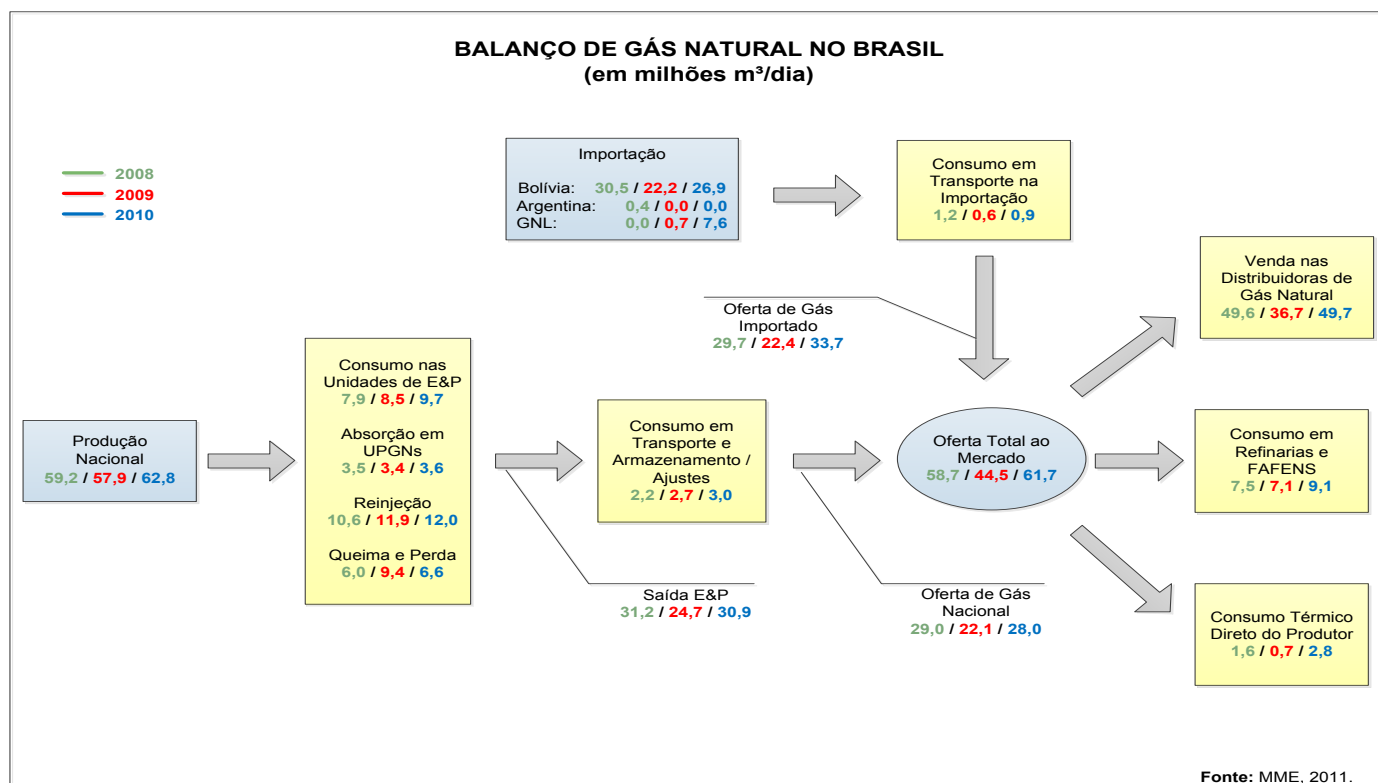 BALANÇO DE GÁS NATURAL NO BRASIL
(em milhões m³/dia)
2008
2009
2010
Importação
Bolívia: 30,5 / 22,2 / 26,9
Argentina: 0,4 / 0,0 / 0,0
GNL: 0,0 / 0,7 / 7,6
Consumo em
Transporte na
Importação
1,2 / 0,6 / 0,9
Oferta de Gás
Importado
29,7 / 22,4 / 33,7
Venda nas
Distribuidoras de
Gás Natural
49,6 / 36,7 / 49,7
Produção
Nacional
59,2 / 57,9 / 62,8
Consumo nas
Unidades de E&P
7,9 / 8,5 / 9,7
Absorção em
UPGNs
3,5 / 3,4 / 3,6
Reinjeção
10,6 / 11,9 / 12,0
Queima e Perda
6,0 / 9,4 / 6,6
Saída E&P
31,2 / 24,7 / 30,9
Consumo em
Transporte e
Armazenamento /
Ajustes
2,2 / 2,7 / 3,0
Oferta de Gás
Nacional
29,0 / 22,1 / 28,0
Oferta Total ao
Mercado
58,7 / 44,5 / 61,7
Consumo em
Refinarias e
FAFENS
7,5 / 7,1 / 9,1
Consumo Térmico
Direto do Produtor
1,6 / 0,7 / 2,8
Fonte: MME, 2011.